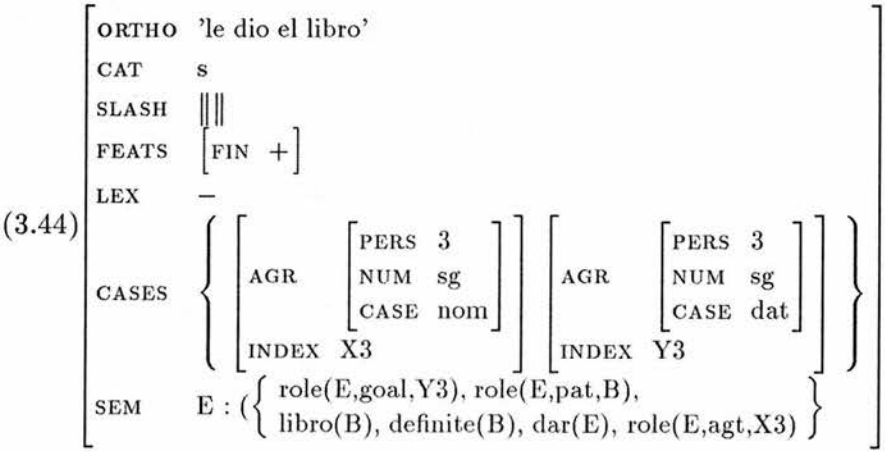 ORTHO 'le dio el libro'
CAT s
SLASH ‖‖
FEATS [FIN +]
LEX −
(3.44)
CASES { [AGR [PERS 3 NUM sg CASE nom] INDEX X3] [AGR [PERS 3 NUM sg CASE dat] INDEX Y3] }
SEM E : ({ role(E,goal,Y3), role(E,pat,B),
libro(B), definite(B), dar(E), role(E,agt,X3) }